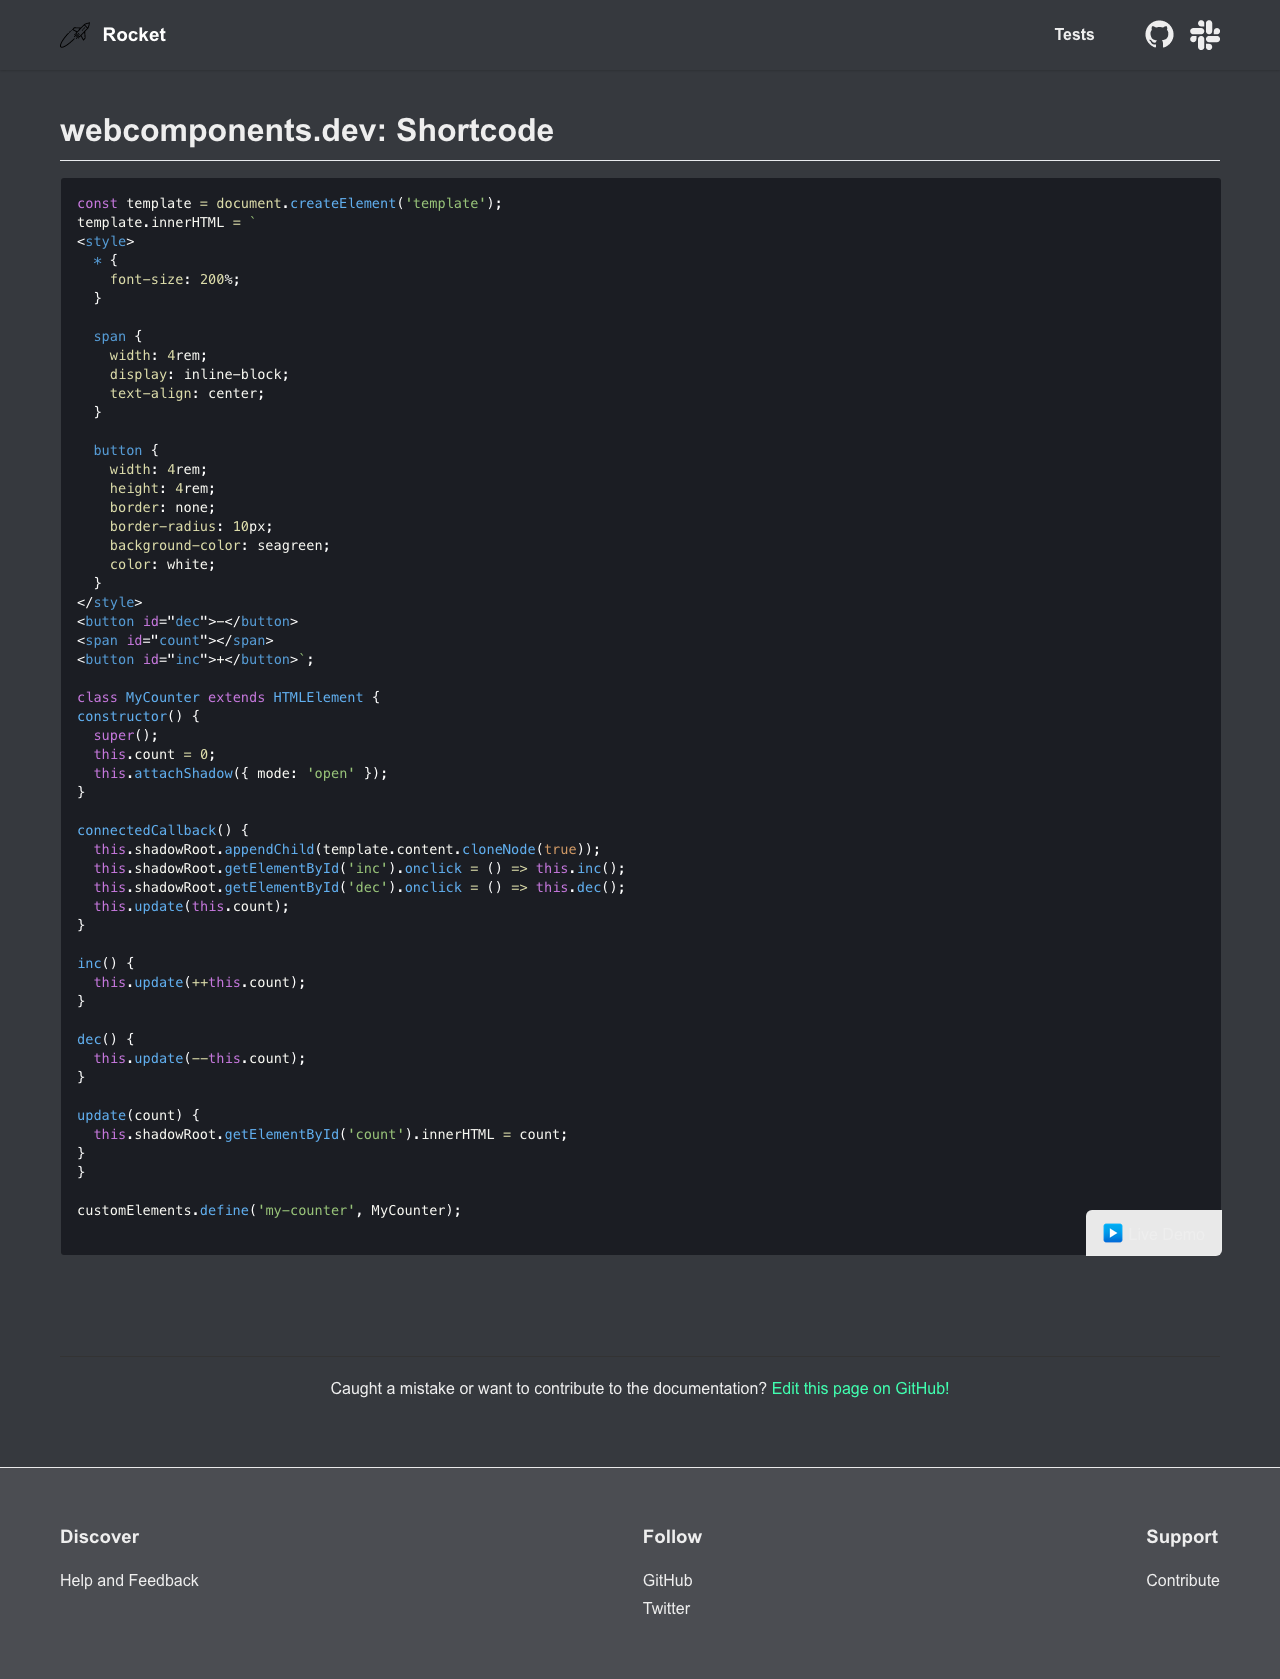 Rocket
Tests
webcomponents.dev: Shortcode
const template = document.createElement('template');
template.innerHTML = `
<style>
  * {
    font-size: 200%;
  }

  span {
    width: 4rem;
    display: inline-block;
    text-align: center;
  }

  button {
    width: 4rem;
    height: 4rem;
    border: none;
    border-radius: 10px;
    background-color: seagreen;
    color: white;
  }
</style>
<button id="dec">-</button>
<span id="count"></span>
<button id="inc">+</button>`;

class MyCounter extends HTMLElement {
constructor() {
  super();
  this.count = 0;
  this.attachShadow({ mode: 'open' });
}

connectedCallback() {
  this.shadowRoot.appendChild(template.content.cloneNode(true));
  this.shadowRoot.getElementById('inc').onclick = () => this.inc();
  this.shadowRoot.getElementById('dec').onclick = () => this.dec();
  this.update(this.count);
}

inc() {
  this.update(++this.count);
}

dec() {
  this.update(--this.count);
}

update(count) {
  this.shadowRoot.getElementById('count').innerHTML = count;
}
}

customElements.define('my-counter', MyCounter);
Live Demo
Caught a mistake or want to contribute to the documentation? Edit this page on GitHub!
Discover
Help and Feedback
Follow
GitHub
Twitter
Support
Contribute